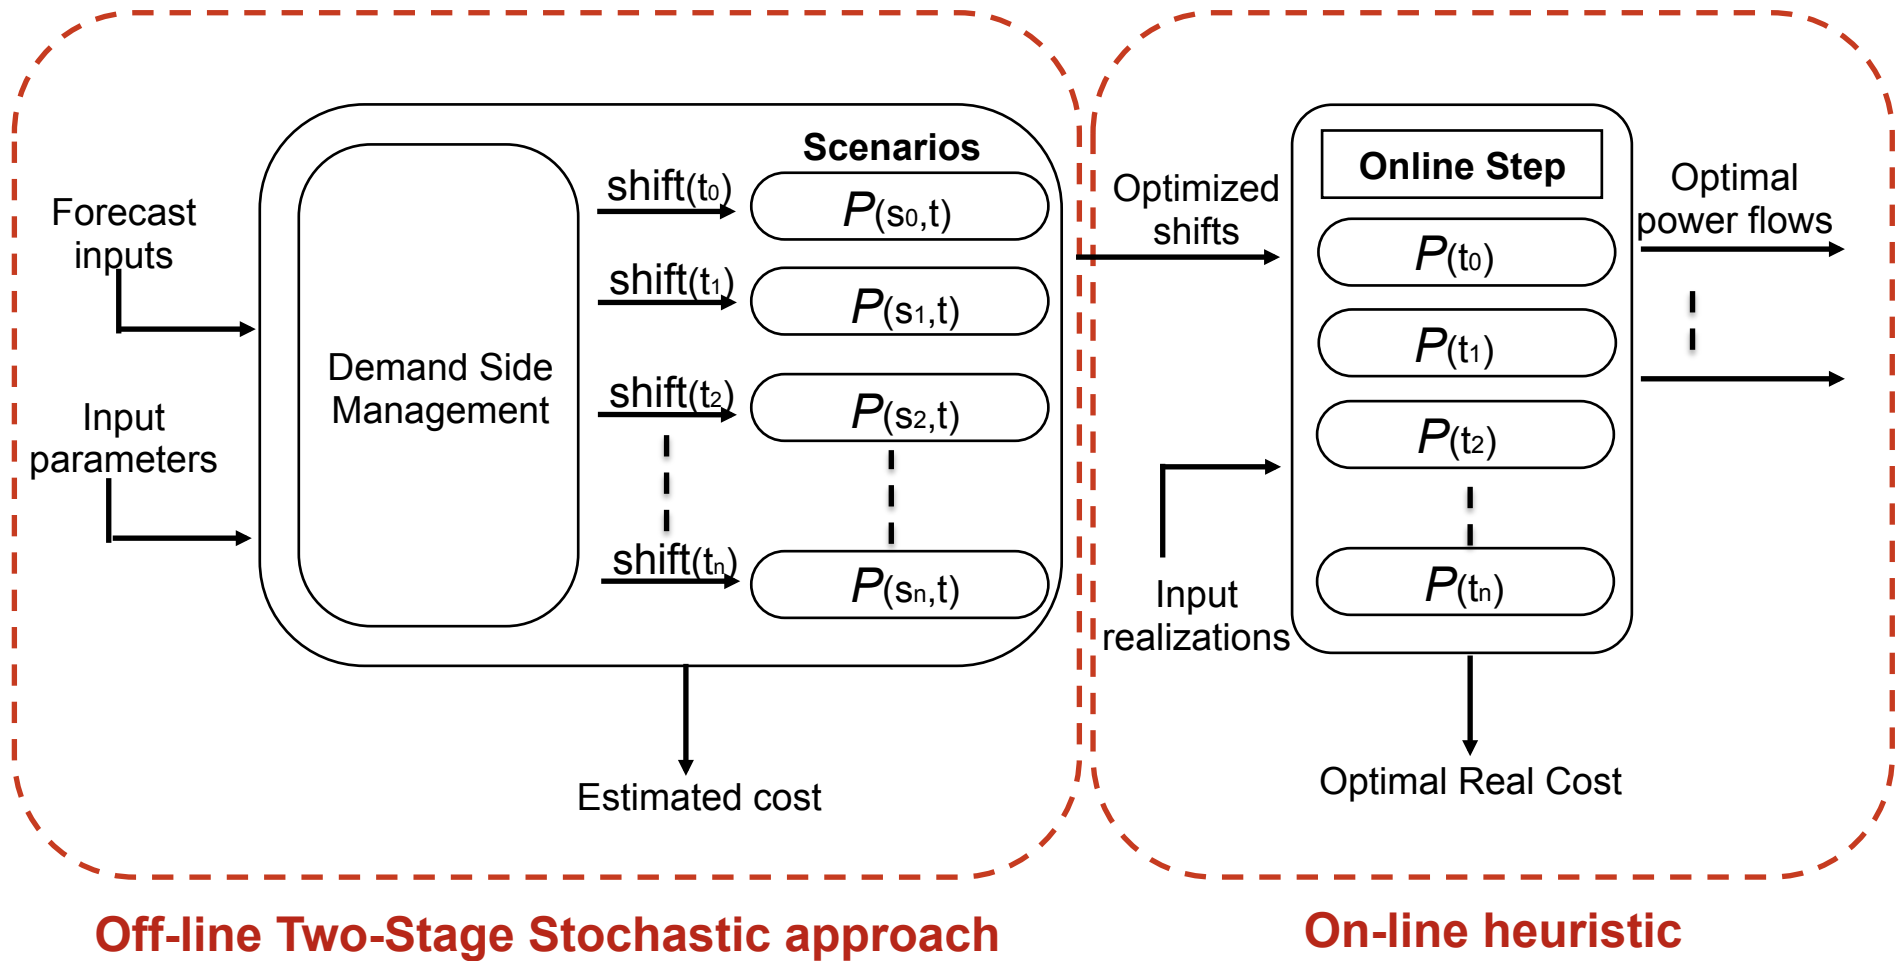 Forecast
inputs
Input
parameters
Demand Side
Management
Scenarios
shift(t0)
P(s0,t)
shift(t1)
P(s1,t)
shift(t2)
P(s2,t)
shift(tn)
P(sn,t)
Estimated cost
Off-line Two-Stage Stochastic approach
Optimized
shifts
Input
realizations
Online Step
P(t0)
P(t1)
P(t2)
P(tn)
Optimal
power flows
Optimal Real Cost
On-line heuristic